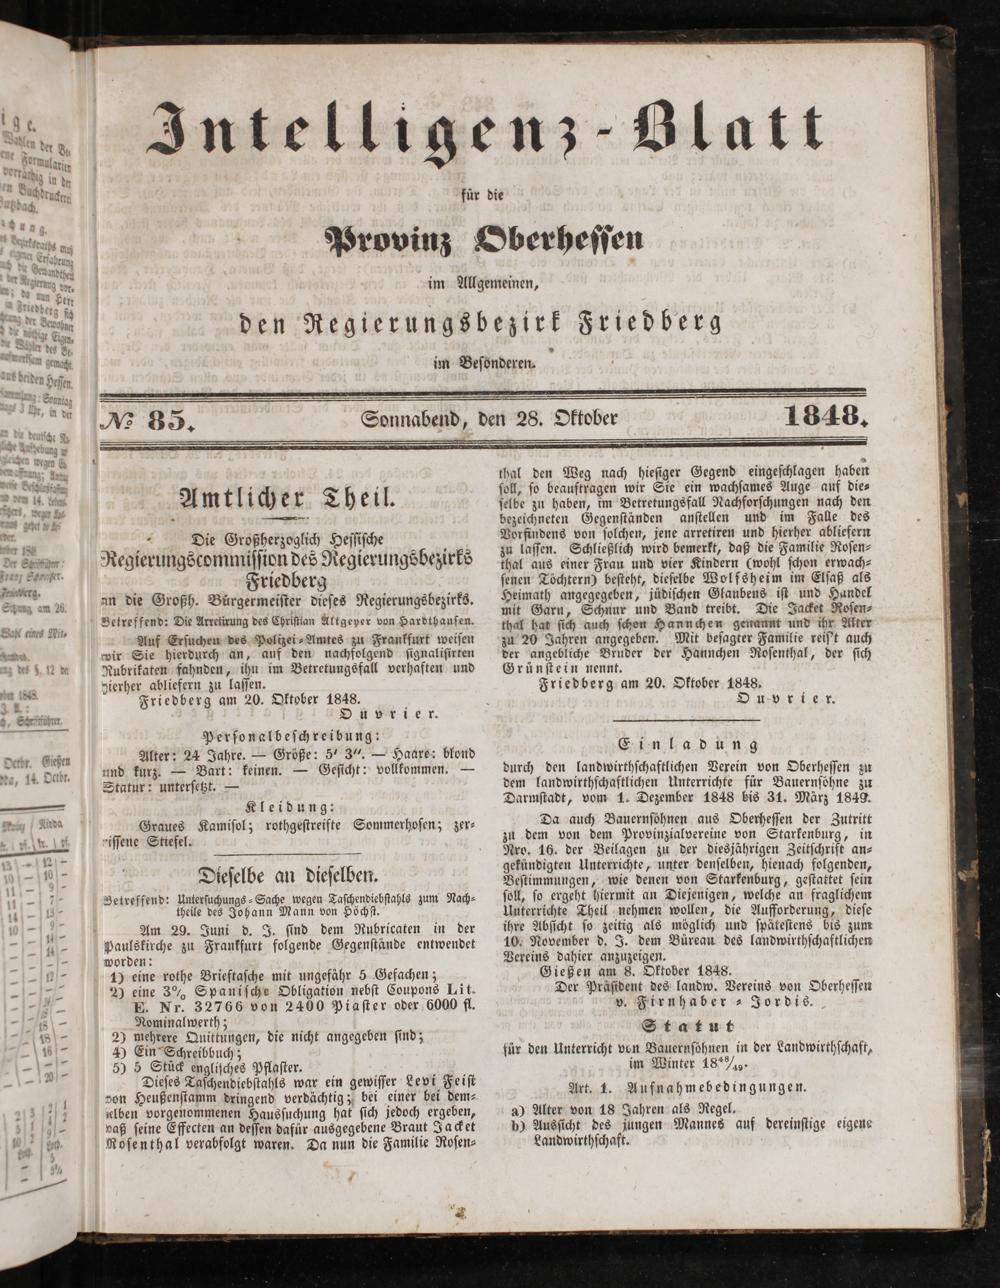 Intelligenz-Blatt
für die
Provinz Oberhessen
im Allgemeinen,
den Regierungsbezirk Friedberg
im Besonderen.
№ 85.
Sonnabend, den 28. Oktober
1848.
Amtlicher Theil.
Die Großherzoglich Hessische
Regierungscommission des Regierungsbezirks
Friedberg
an die Großh. Bürgermeister dieses Regierungsbezirks.
Betreffend: Die Arretirung des Christian Altgeyer von Hardthausen.
Auf Ersuchen des Polizei-Amtes zu Frankfurt weisen
wir Sie hierdurch an, auf den nachfolgend signalisirten
Rubrikaten fahnden, ihn im Betretungsfall verhaften und
hierher abliefern zu lassen.
Friedberg am 20. Oktober 1848.
Ouvrier.
Personalbeschreibung:
Alter: 24 Jahre. — Größe: 5' 3". — Haare: blond
und kurz. — Bart: keinen. — Gesicht: vollkommen. —
Statur: untersetzt. —
Kleidung:
Graues Kamisol; rothgestreifte Sommerhosen; zer-
rissene Stiefel.
Dieselbe an dieselben.
Betreffend: Untersuchungs-Sache wegen Taschendiebstahls zum Nach-
theile des Johann Mann von Höchst.
Am 29. Juni d. J. sind dem Rubricaten in der
Paulskirche zu Frankfurt folgende Gegenstände entwendet
worden:
1) eine rothe Brieftasche mit ungefähr 5 Gefachen;
2) eine 3% Spanische Obligation nebst Coupons Lit.
E. Nr. 32766 von 2400 Piaster oder 6000 fl.
Nominalwerth;
2) mehrere Quittungen, die nicht angegeben sind;
4) Ein Schreibbuch;
5) 5 Stück englisches Pflaster.
Dieses Taschendiebstahls war ein gewisser Levi Feist
von Heußenstamm dringend verdächtig; bei einer bei dem-
selben vorgenommenen Haussuchung hat sich jedoch ergeben,
daß seine Effecten an dessen dafür ausgegebene Braut Jacket
Rosenthal verabfolgt waren. Da nun die Familie Rosen-
thal den Weg nach hiesiger Gegend eingeschlagen haben
soll, so beauftragen wir Sie ein wachsames Auge auf die-
selbe zu haben, im Betretungsfall Nachforschungen nach den
bezeichneten Gegenständen anstellen und im Falle des
Vorfindens von solchen, jene arretiren und hierher abliefern
zu lassen. Schließlich wird bemerkt, daß die Familie Rosen-
thal aus einer Frau und vier Kindern (wohl schon erwach-
senen Töchtern) besteht, dieselbe Wolfsheim im Elsaß als
Heimath angegegeben, jüdischen Glaubens ist und Handel
mit Garn, Schnur und Band treibt. Die Jacket Rosen-
thal hat sich auch schon Hannchen genannt und ihr Alter
zu 20 Jahren angegeben. Mit besagter Familie reis't auch
der angebliche Bruder der Hannchen Rosenthal, der sich
Grünstein nennt.
Friedberg am 20. Oktober 1848.
Ouvrier.
Einladung
durch den landwirthschaftlichen Verein von Oberhessen zu
dem landwirthschaftlichen Unterrichte für Bauernsöhne zu
Darmstadt, vom 1. Dezember 1848 bis 31. März 1849.
Da auch Bauernsöhnen aus Oberhessen der Zutritt
zu dem von dem Provinzialvereine von Starkenburg, in
Nro. 16. der Beilagen zu der diesjährigen Zeitschrift an-
gekündigten Unterrichte, unter denselben, hienach folgenden,
Bestimmungen, wie denen von Starkenburg, gestattet sein
soll, so ergeht hiermit an Diejenigen, welche an fraglichem
Unterrichte Theil nehmen wollen, die Aufforderung, diese
ihre Absicht so zeitig als möglich und spätestens bis zum
10. November d. J. dem Büreau des landwirthschaftlichen
Vereins dahier anzuzeigen.
Gießen am 8. Oktober 1848.
Der Präsident des landw. Vereins von Oberhessen
v. Firnhaber-Jordis.
Statut
für den Unterricht von Bauernsöhnen in der Landwirthschaft,
im Winter 18⁴⁸/₄₉.
Art. 1. Aufnahmebedingungen.
a) Alter von 18 Jahren als Regel.
b) Aussicht des jungen Mannes auf dereinstige eigene
Landwirthschaft.